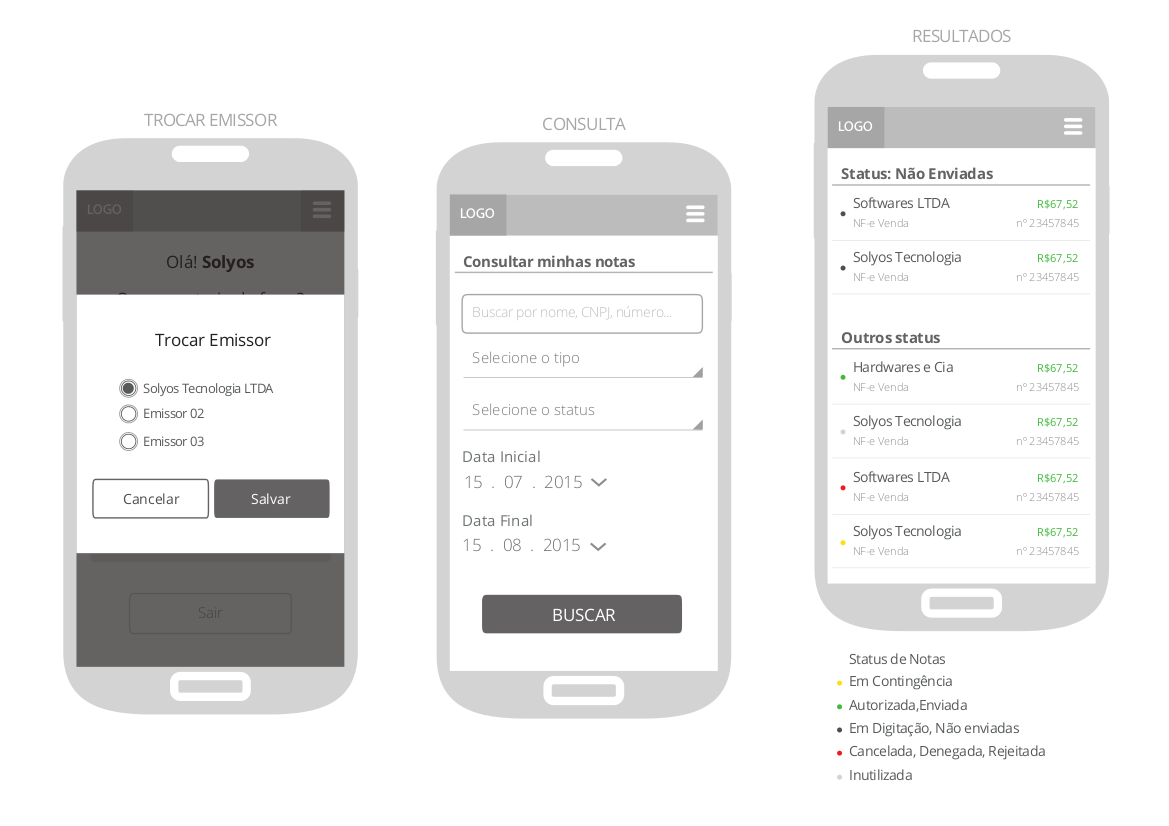 TROCAR EMISSOR
LOGO
Olá! Solyos
Trocar Emissor
Solyos Tecnologia LTDA
Emissor 02
Emissor 03
Cancelar
Salvar
Sair
CONSULTA
LOGO
Consultar minhas notas
Buscar por nome, CNPJ, número...
Selecione o tipo
Selecione o status
Data Inicial
15 . 07 . 2015
Data Final
15 . 08 . 2015
BUSCAR
RESULTADOS
LOGO
Status: Não Enviadas
Softwares LTDA R$67,52
NF-e Venda nº 23457845
Solyos Tecnologia R$67,52
NF-e Venda nº 23457845
Outros status
Hardwares e Cia R$67,52
NF-e Venda nº 23457845
Solyos Tecnologia R$67,52
NF-e Venda nº 23457845
Softwares LTDA R$67,52
NF-e Venda nº 23457845
Solyos Tecnologia R$67,52
NF-e Venda nº 23457845
Status de Notas
Em Contingência
Autorizada,Enviada
Em Digitação, Não enviadas
Cancelada, Denegada, Rejeitada
Inutilizada